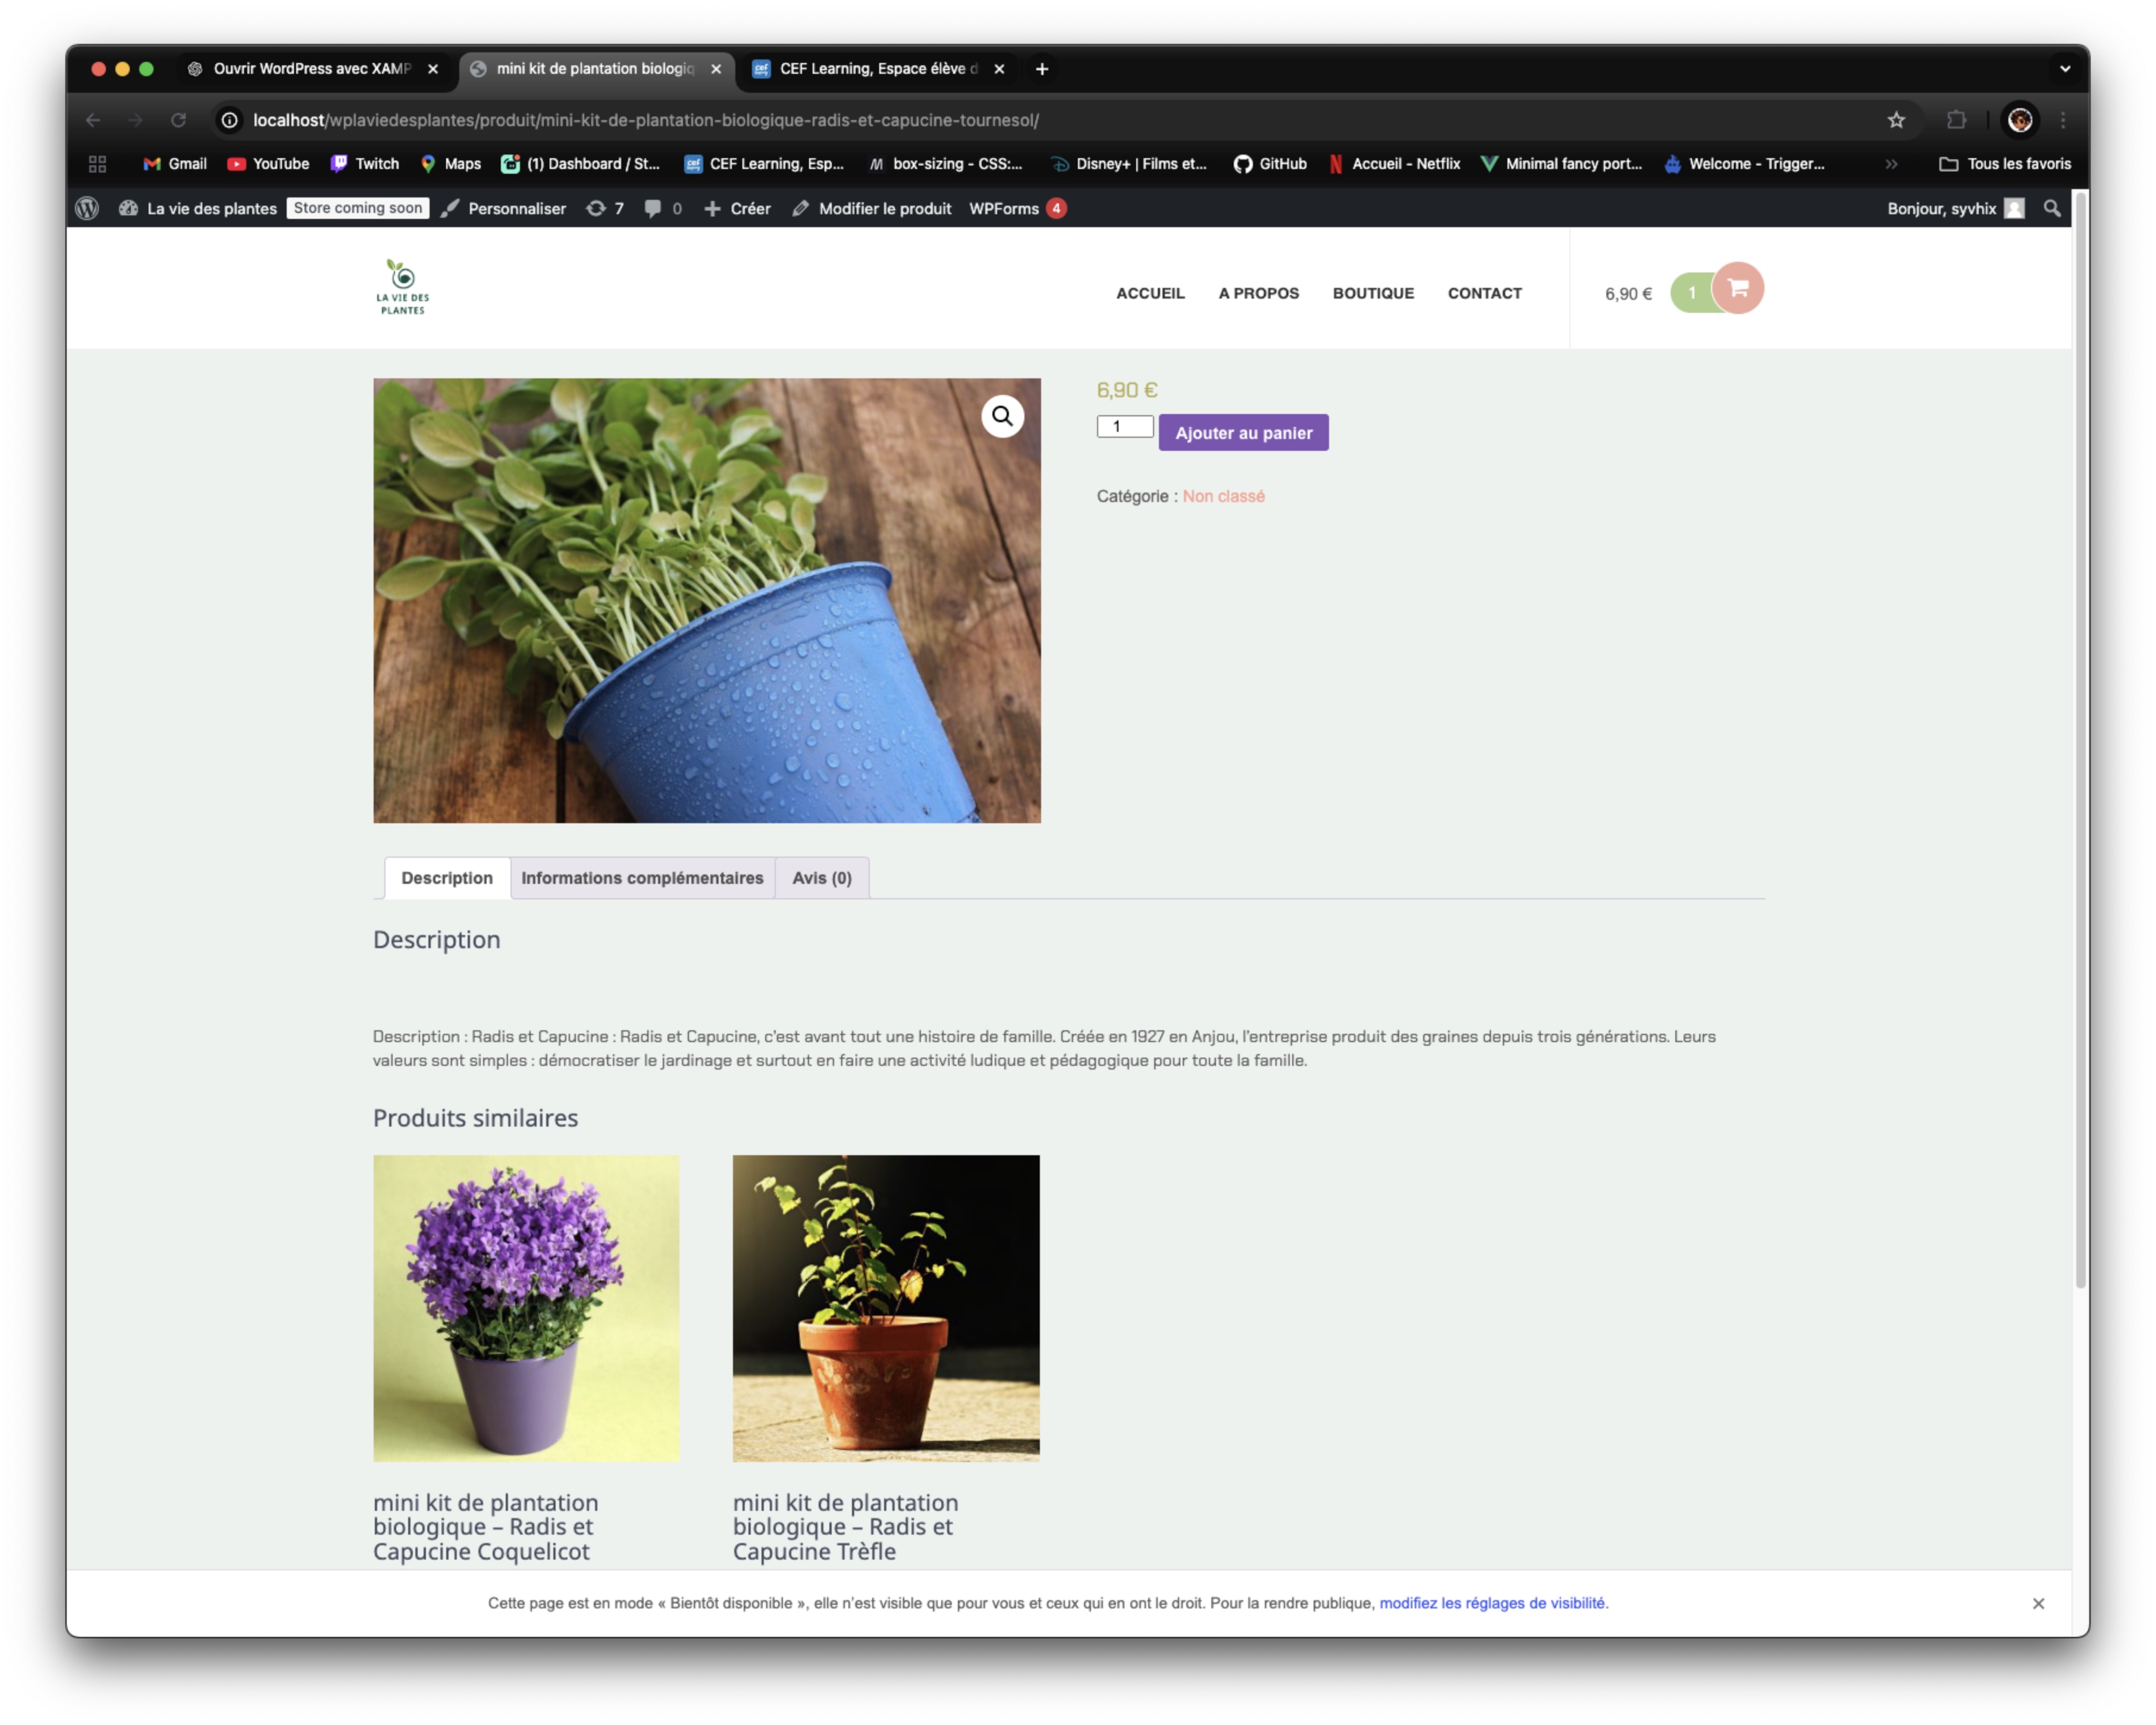 Ouvrir WordPress avec XAMP
mini kit de plantation biologiq
CEF Learning, Espace élève d
localhost/wplaviedesplantes/produit/mini-kit-de-plantation-biologique-radis-et-capucine-tournesol/
Gmail YouTube Twitch Maps (1) Dashboard / St... CEF Learning, Esp... box-sizing - CSS:... Disney+ | Films et... GitHub Accueil - Netflix Minimal fancy port... Welcome - Trigger... Tous les favoris
La vie des plantes Store coming soon Personnaliser 7 0 Créer Modifier le produit WPForms 4 Bonjour, syvhix
LA VIE DES
PLANTES
ACCUEIL A PROPOS BOUTIQUE CONTACT 6,90 € 1
6,90 €
1 Ajouter au panier
Catégorie : Non classé
Description Informations complémentaires Avis (0)
Description
Description : Radis et Capucine : Radis et Capucine, c'est avant tout une histoire de famille. Créée en 1927 en Anjou, l'entreprise produit des graines depuis trois générations. Leurs
valeurs sont simples : démocratiser le jardinage et surtout en faire une activité ludique et pédagogique pour toute la famille.
Produits similaires
mini kit de plantation
biologique – Radis et
Capucine Coquelicot
mini kit de plantation
biologique – Radis et
Capucine Trèfle
Cette page est en mode « Bientôt disponible », elle n'est visible que pour vous et ceux qui en ont le droit. Pour la rendre publique, modifiez les réglages de visibilité.